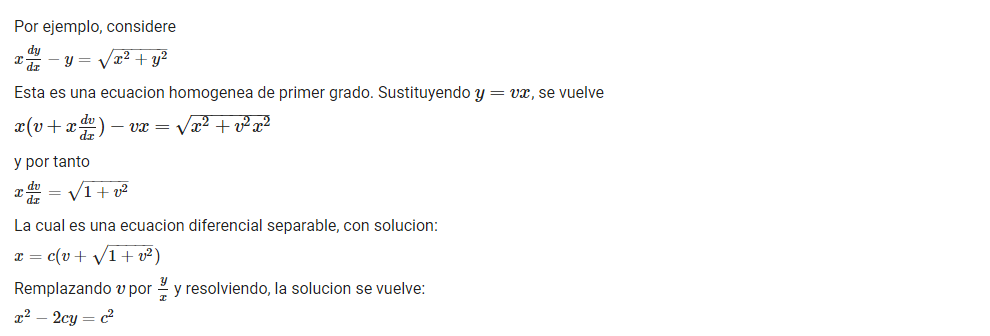 Por ejemplo, considere
$x\frac{dy}{dx} - y = \sqrt{x^2 + y^2}$
Esta es una ecuacion homogenea de primer grado. Sustituyendo $y = vx$, se vuelve
$x(v + x\frac{dv}{dx}) - vx = \sqrt{x^2 + v^2x^2}$
y por tanto
$x\frac{dv}{dx} = \sqrt{1 + v^2}$
La cual es una ecuacion diferencial separable, con solucion:
$x = c(v + \sqrt{1 + v^2})$
Remplazando $v$ por $\frac{y}{x}$ y resolviendo, la solucion se vuelve:
$x^2 - 2cy = c^2$